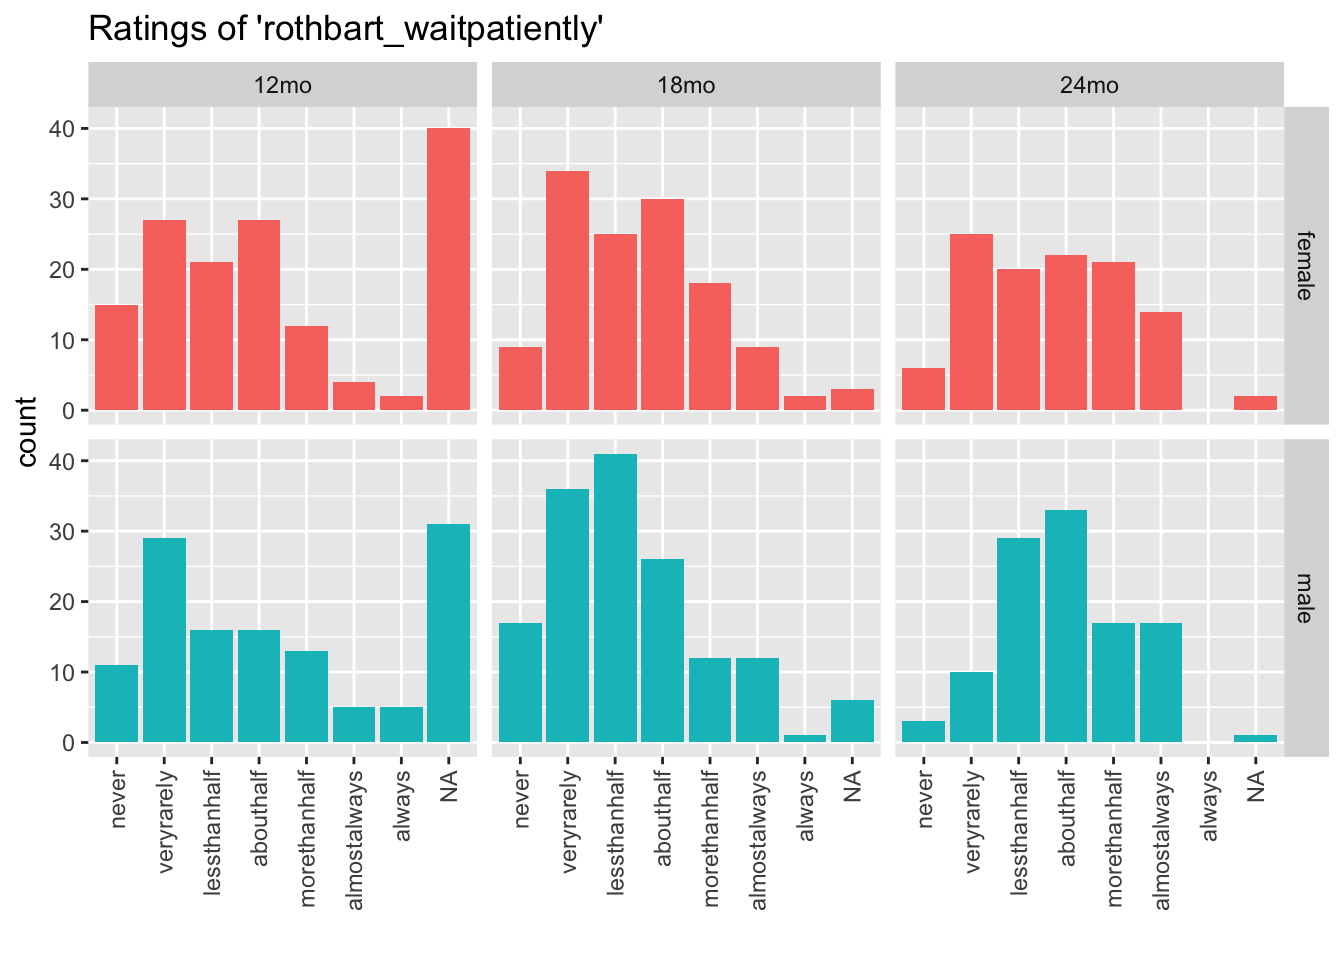 Ratings of 'rothbart_waitpatiently'
12mo 18mo 24mo
40
30
20
10
0
female
count
40
30
20
10
0
male
never veryrarely lessthanhalf abouthalf morethanhalf almostalways always NA never veryrarely lessthanhalf abouthalf morethanhalf almostalways always NA never veryrarely lessthanhalf abouthalf morethanhalf almostalways always NA